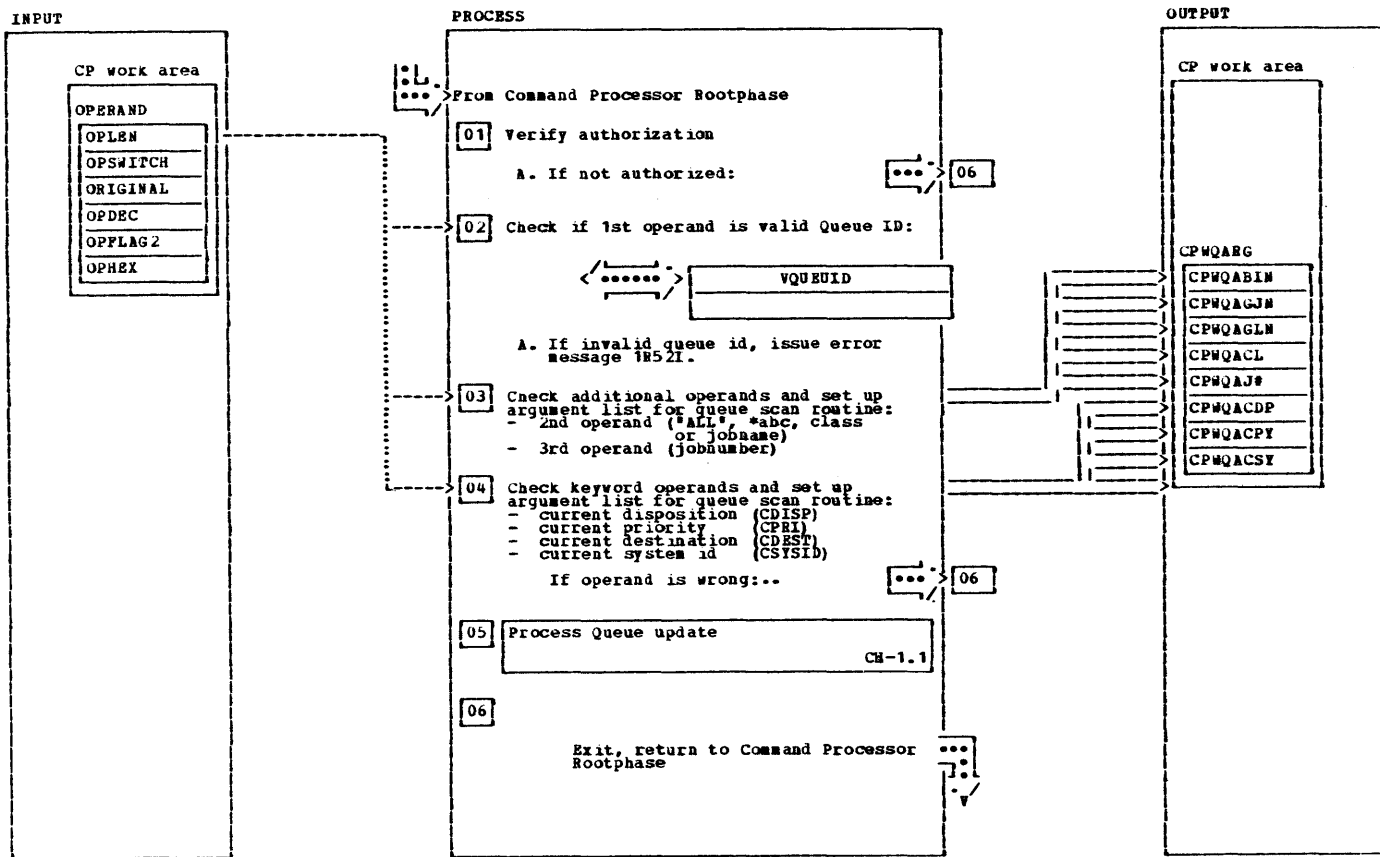 INPUT
PROCESS
OUTPUT
CP work area
OPERAND
OPLEN
OPSWITCH
ORIGINAL
OPDEC
OPFLAG2
OPHEX
From Command Processor Rootphase
01 Verify authorization
A. If not authorized:
06
02 Check if 1st operand is valid Queue ID:
VQUEUID
A. If invalid queue id, issue error
message 1R52I.
03 Check additional operands and set up
argument list for queue scan routine:
- 2nd operand ("ALL", *abc, class
or jobname)
- 3rd operand (jobnumber)
04 Check keyword operands and set up
argument list for queue scan routine:
- current disposition (CDISP)
- current priority (CPRI)
- current destination (CDEST)
- current system id (CSYSID)
If operand is wrong:..
06
05 Process Queue update
CH-1.1
06
Exit, return to Command Processor
Rootphase
CP work area
CPWQARG
CPWQABIN
CPWQAGJN
CPWQAGLN
CPWQACL
CPWQAJ#
CPWQACDP
CPWQACPY
CPWQACSY